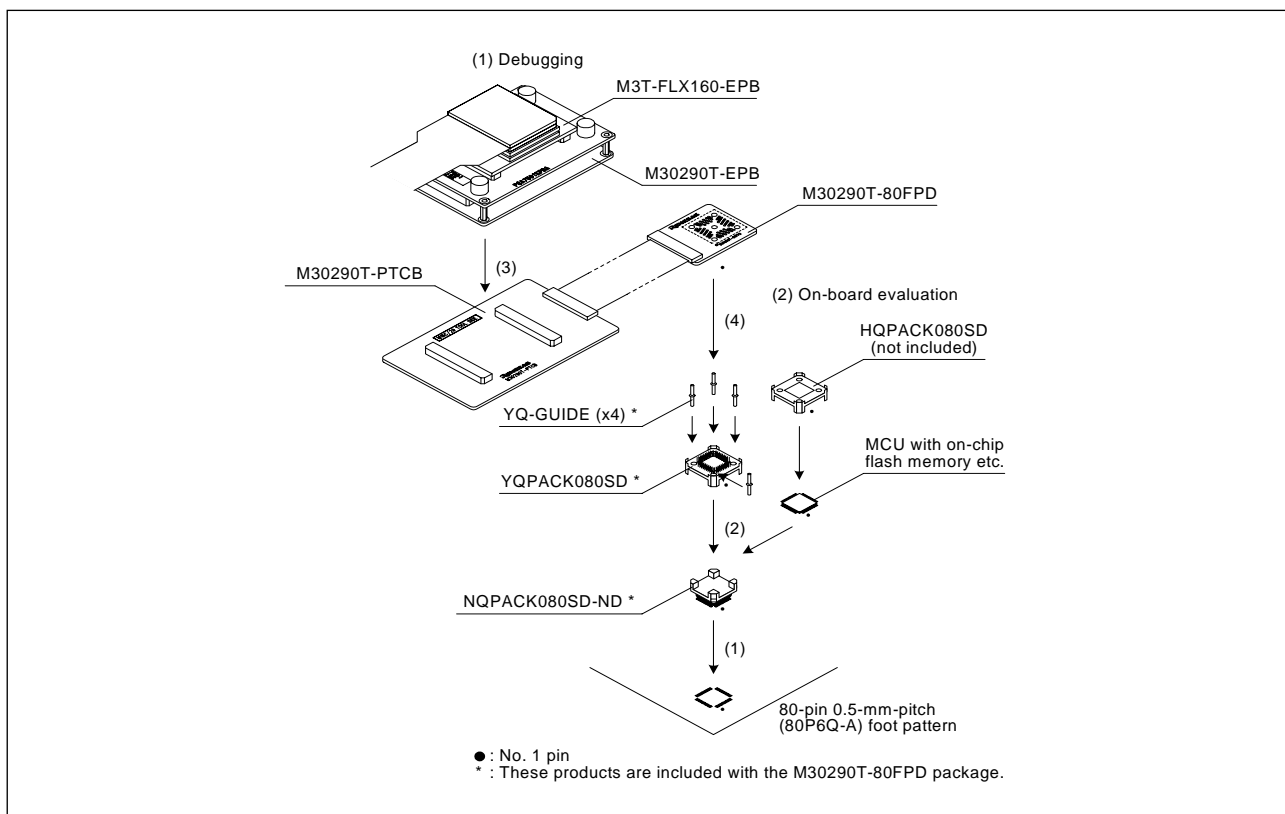 (1) Debugging
M3T-FLX160-EPB
M30290T-EPB
M30290T-80FPD
M30290T-PTCB
(3)
(2) On-board evaluation
(4)
HQPACK080SD
(not included)
YQ-GUIDE (x4) *
MCU with on-chip
flash memory etc.
YQPACK080SD *
(2)
NQPACK080SD-ND *
(1)
80-pin 0.5-mm-pitch
(80P6Q-A) foot pattern
● : No. 1 pin
* : These products are included with the M30290T-80FPD package.